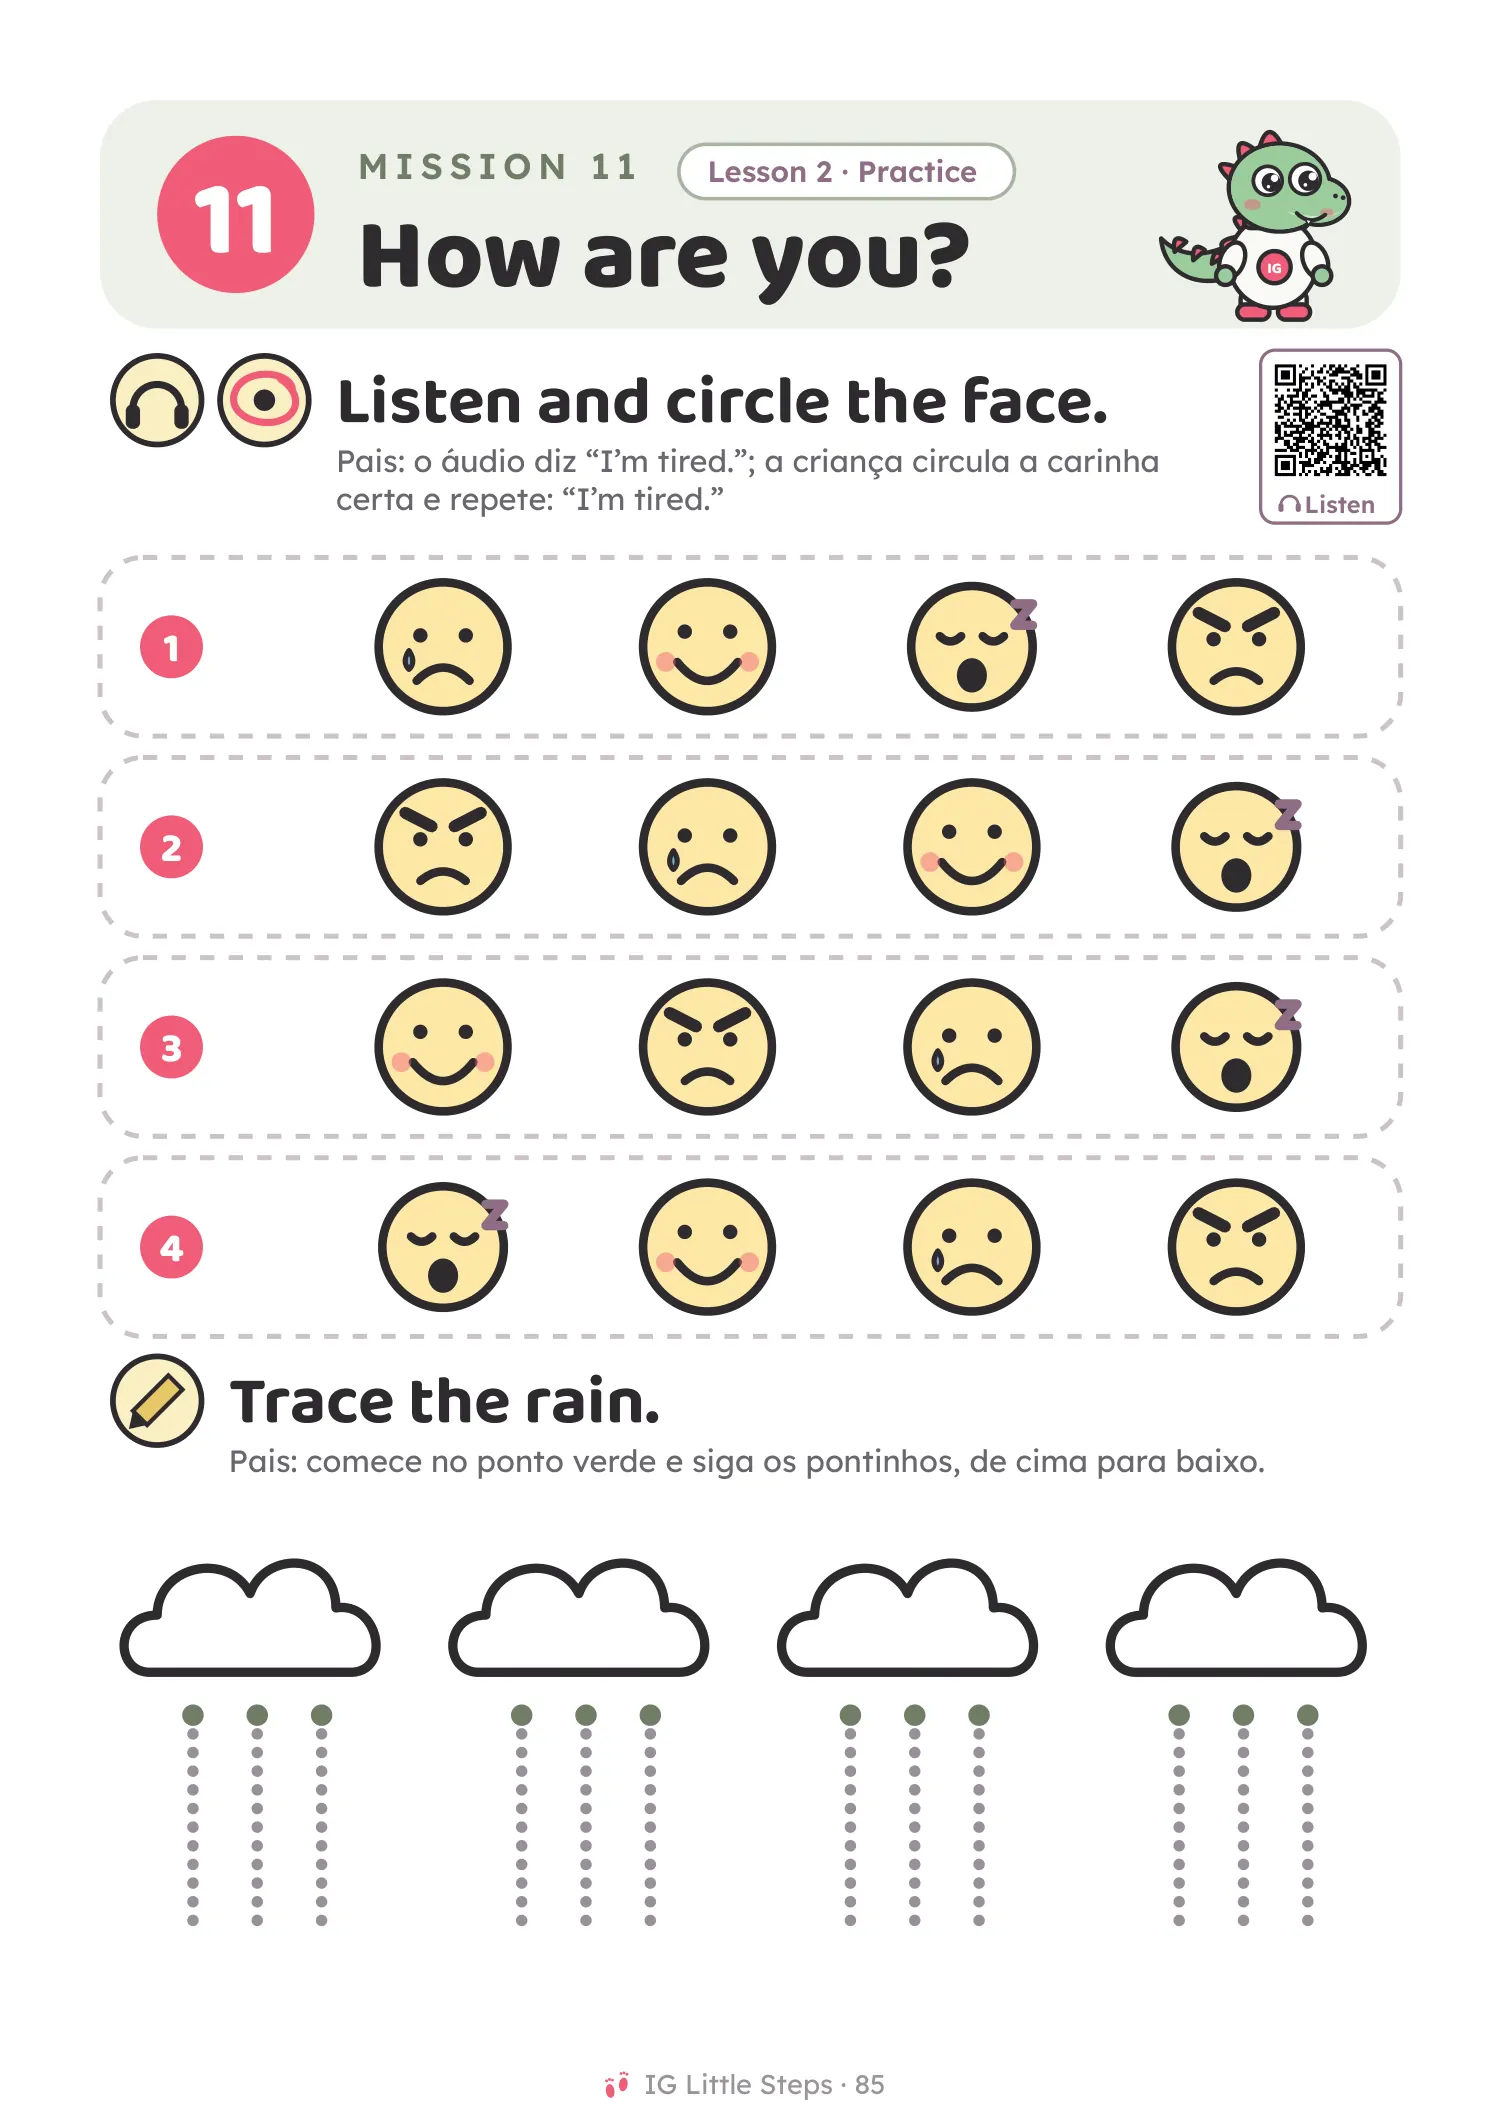 11
MISSION 11
Lesson 2 · Practice
How are you?
IG
Listen and circle the face.
Pais: o áudio diz “I’m tired.”; a criança circula a carinha
certa e repete: “I’m tired.”
Listen
1
Z
2
Z
3
Z
4
Z
Trace the rain.
Pais: comece no ponto verde e siga os pontinhos, de cima para baixo.
IG Little Steps · 85